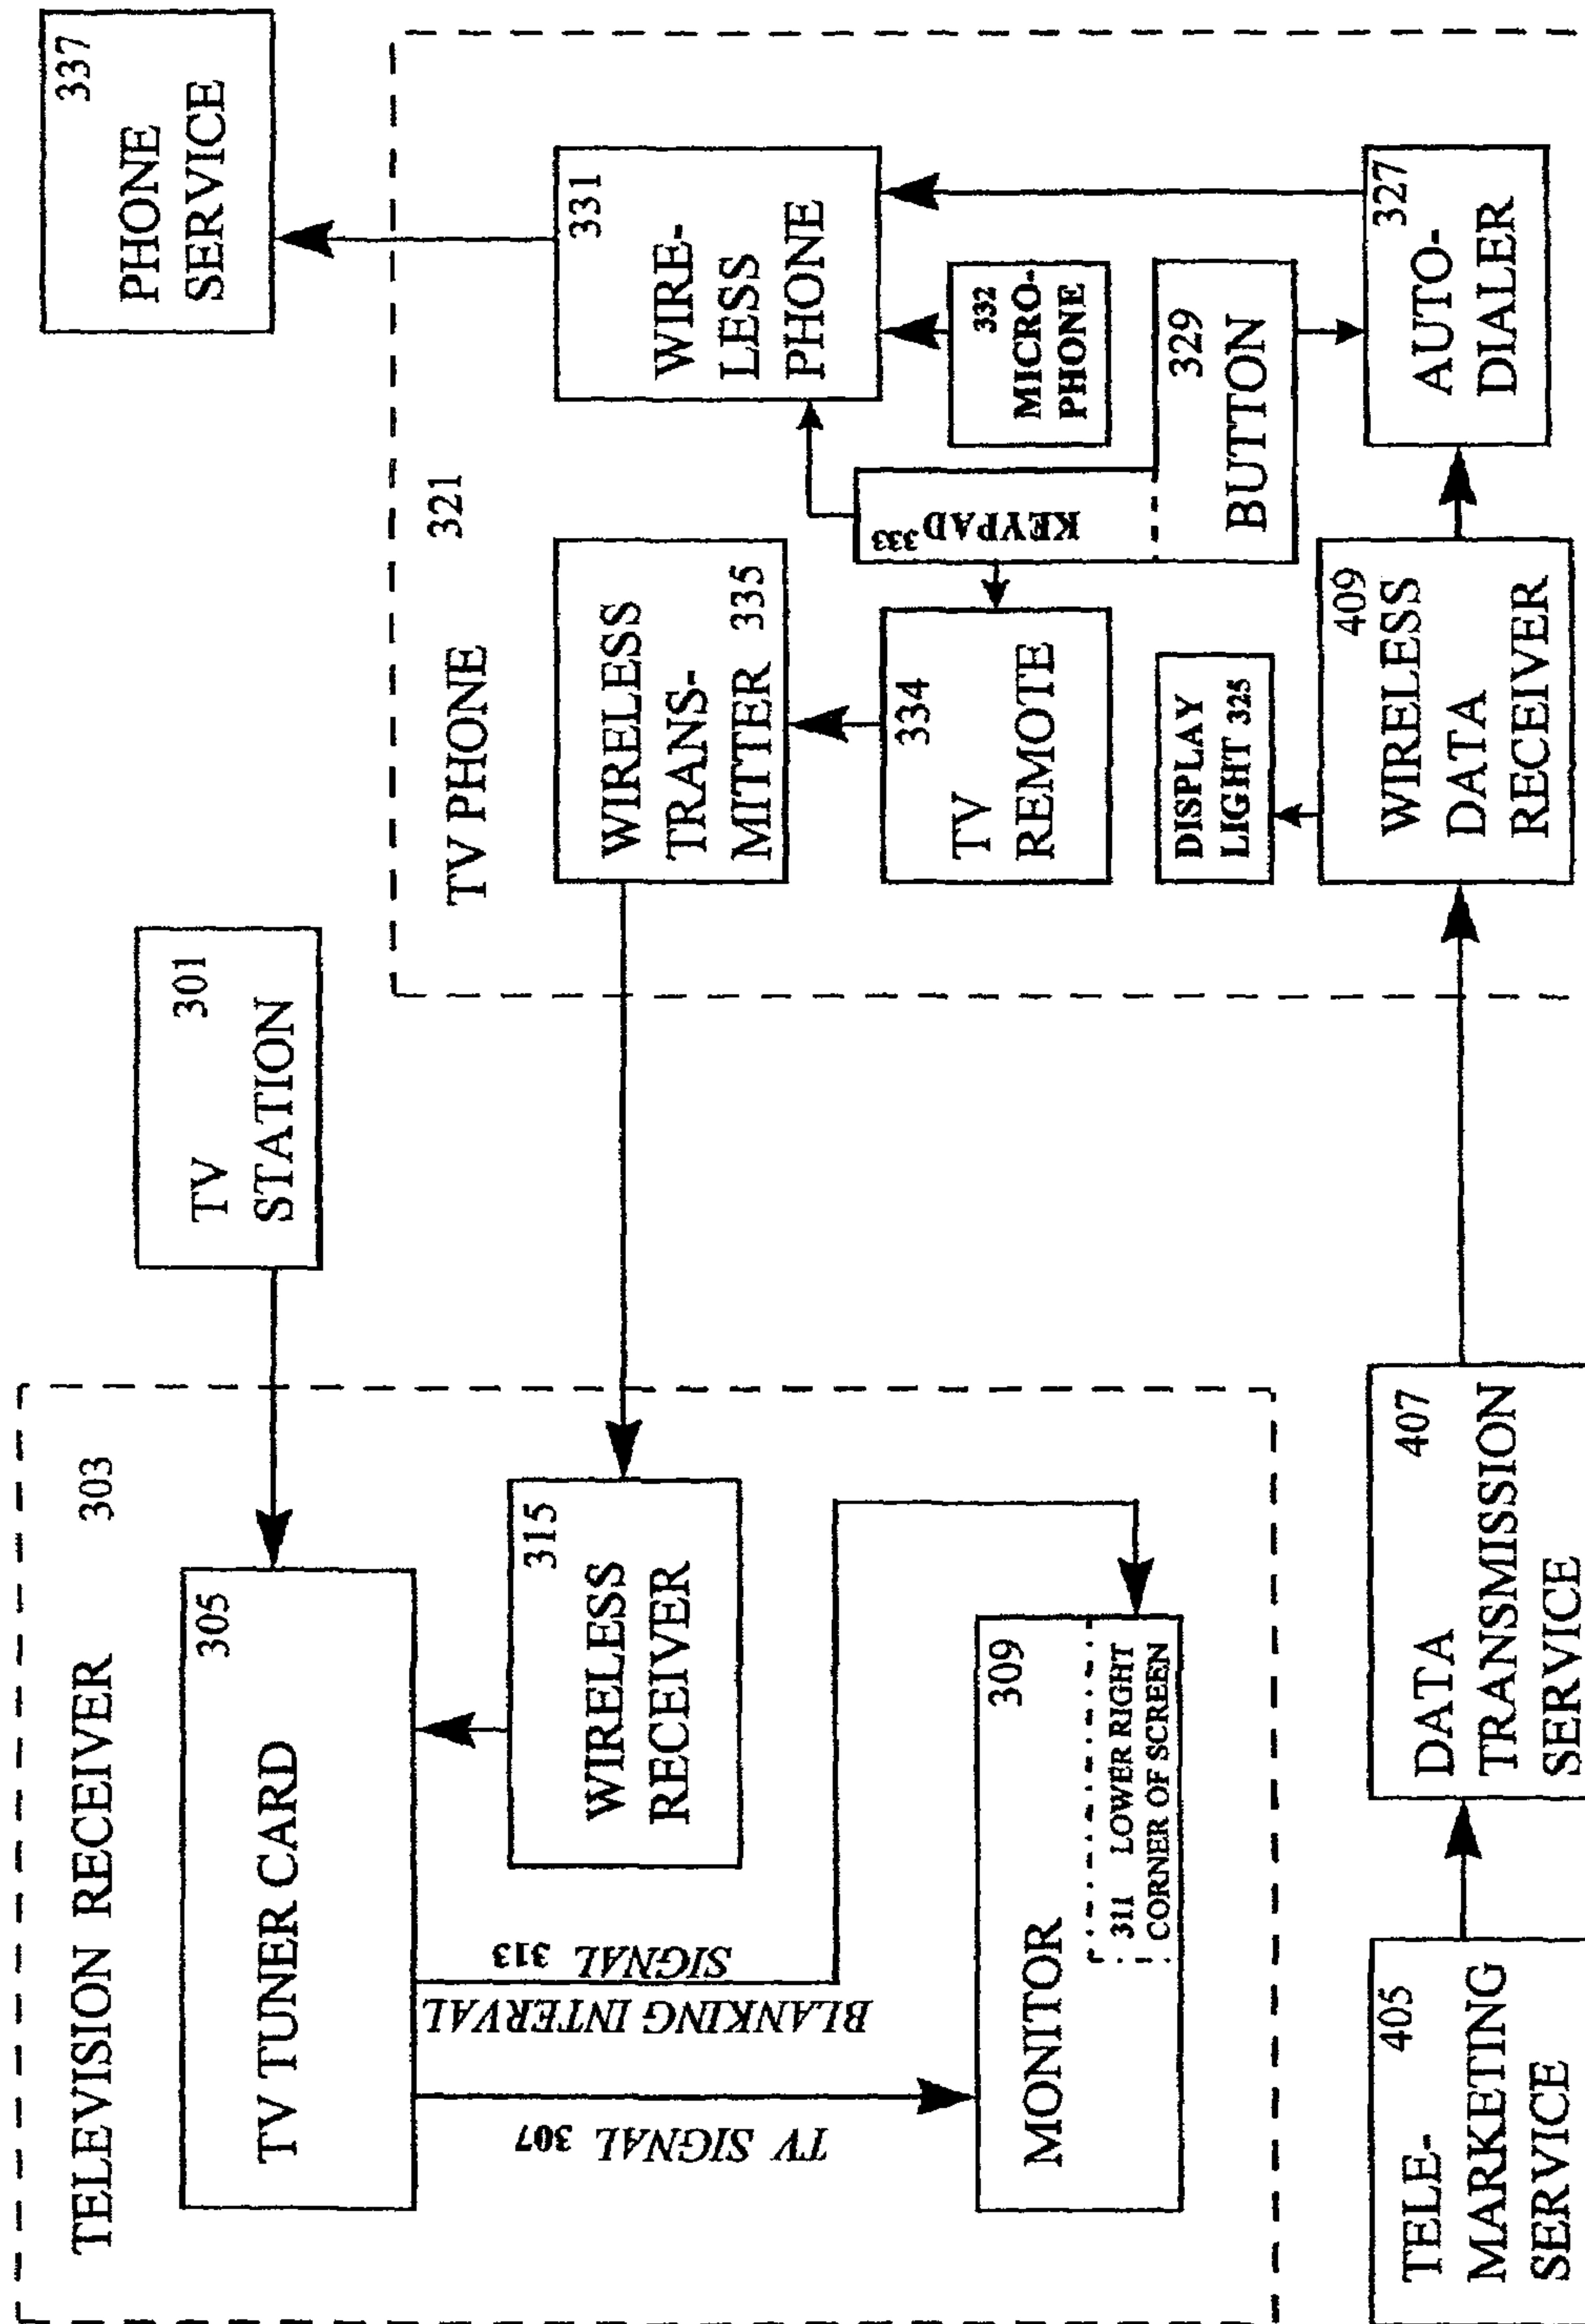 TELEVISION RECEIVER 303
TV TUNER CARD
305
TV SIGNAL 307
BLANKING INTERVAL
SIGNAL 313
315
WIRELESS
RECEIVER
MONITOR
309
311 LOWER RIGHT
CORNER OF SCREEN
TV
301
STATION
TV PHONE 321
WIRELESS
TRANS-
MITTER 335
334
TV
REMOTE
KEYPAD 333
331
WIRE-
LESS
PHONE
332
MICRO-
PHONE
329
BUTTON
DISPLAY
LIGHT 325
409
WIRELESS
DATA
RECEIVER
327
AUTO-
DIALER
337
PHONE
SERVICE
405
TELE-
MARKETING
SERVICE
407
DATA
TRANSMISSION
SERVICE